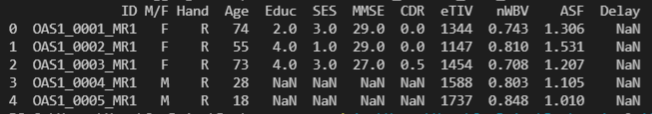 ID M/F Hand Age Educ SES MMSE CDR eTIV nWBV ASF Delay
0 OAS1_0001_MR1 F R 74 2.0 3.0 29.0 0.0 1344 0.743 1.306 NaN
1 OAS1_0002_MR1 F R 55 4.0 1.0 29.0 0.0 1147 0.810 1.531 NaN
2 OAS1_0003_MR1 F R 73 4.0 3.0 27.0 0.5 1454 0.708 1.207 NaN
3 OAS1_0004_MR1 M R 28 NaN NaN NaN NaN 1588 0.803 1.105 NaN
4 OAS1_0005_MR1 M R 18 NaN NaN NaN NaN 1737 0.848 1.010 NaN